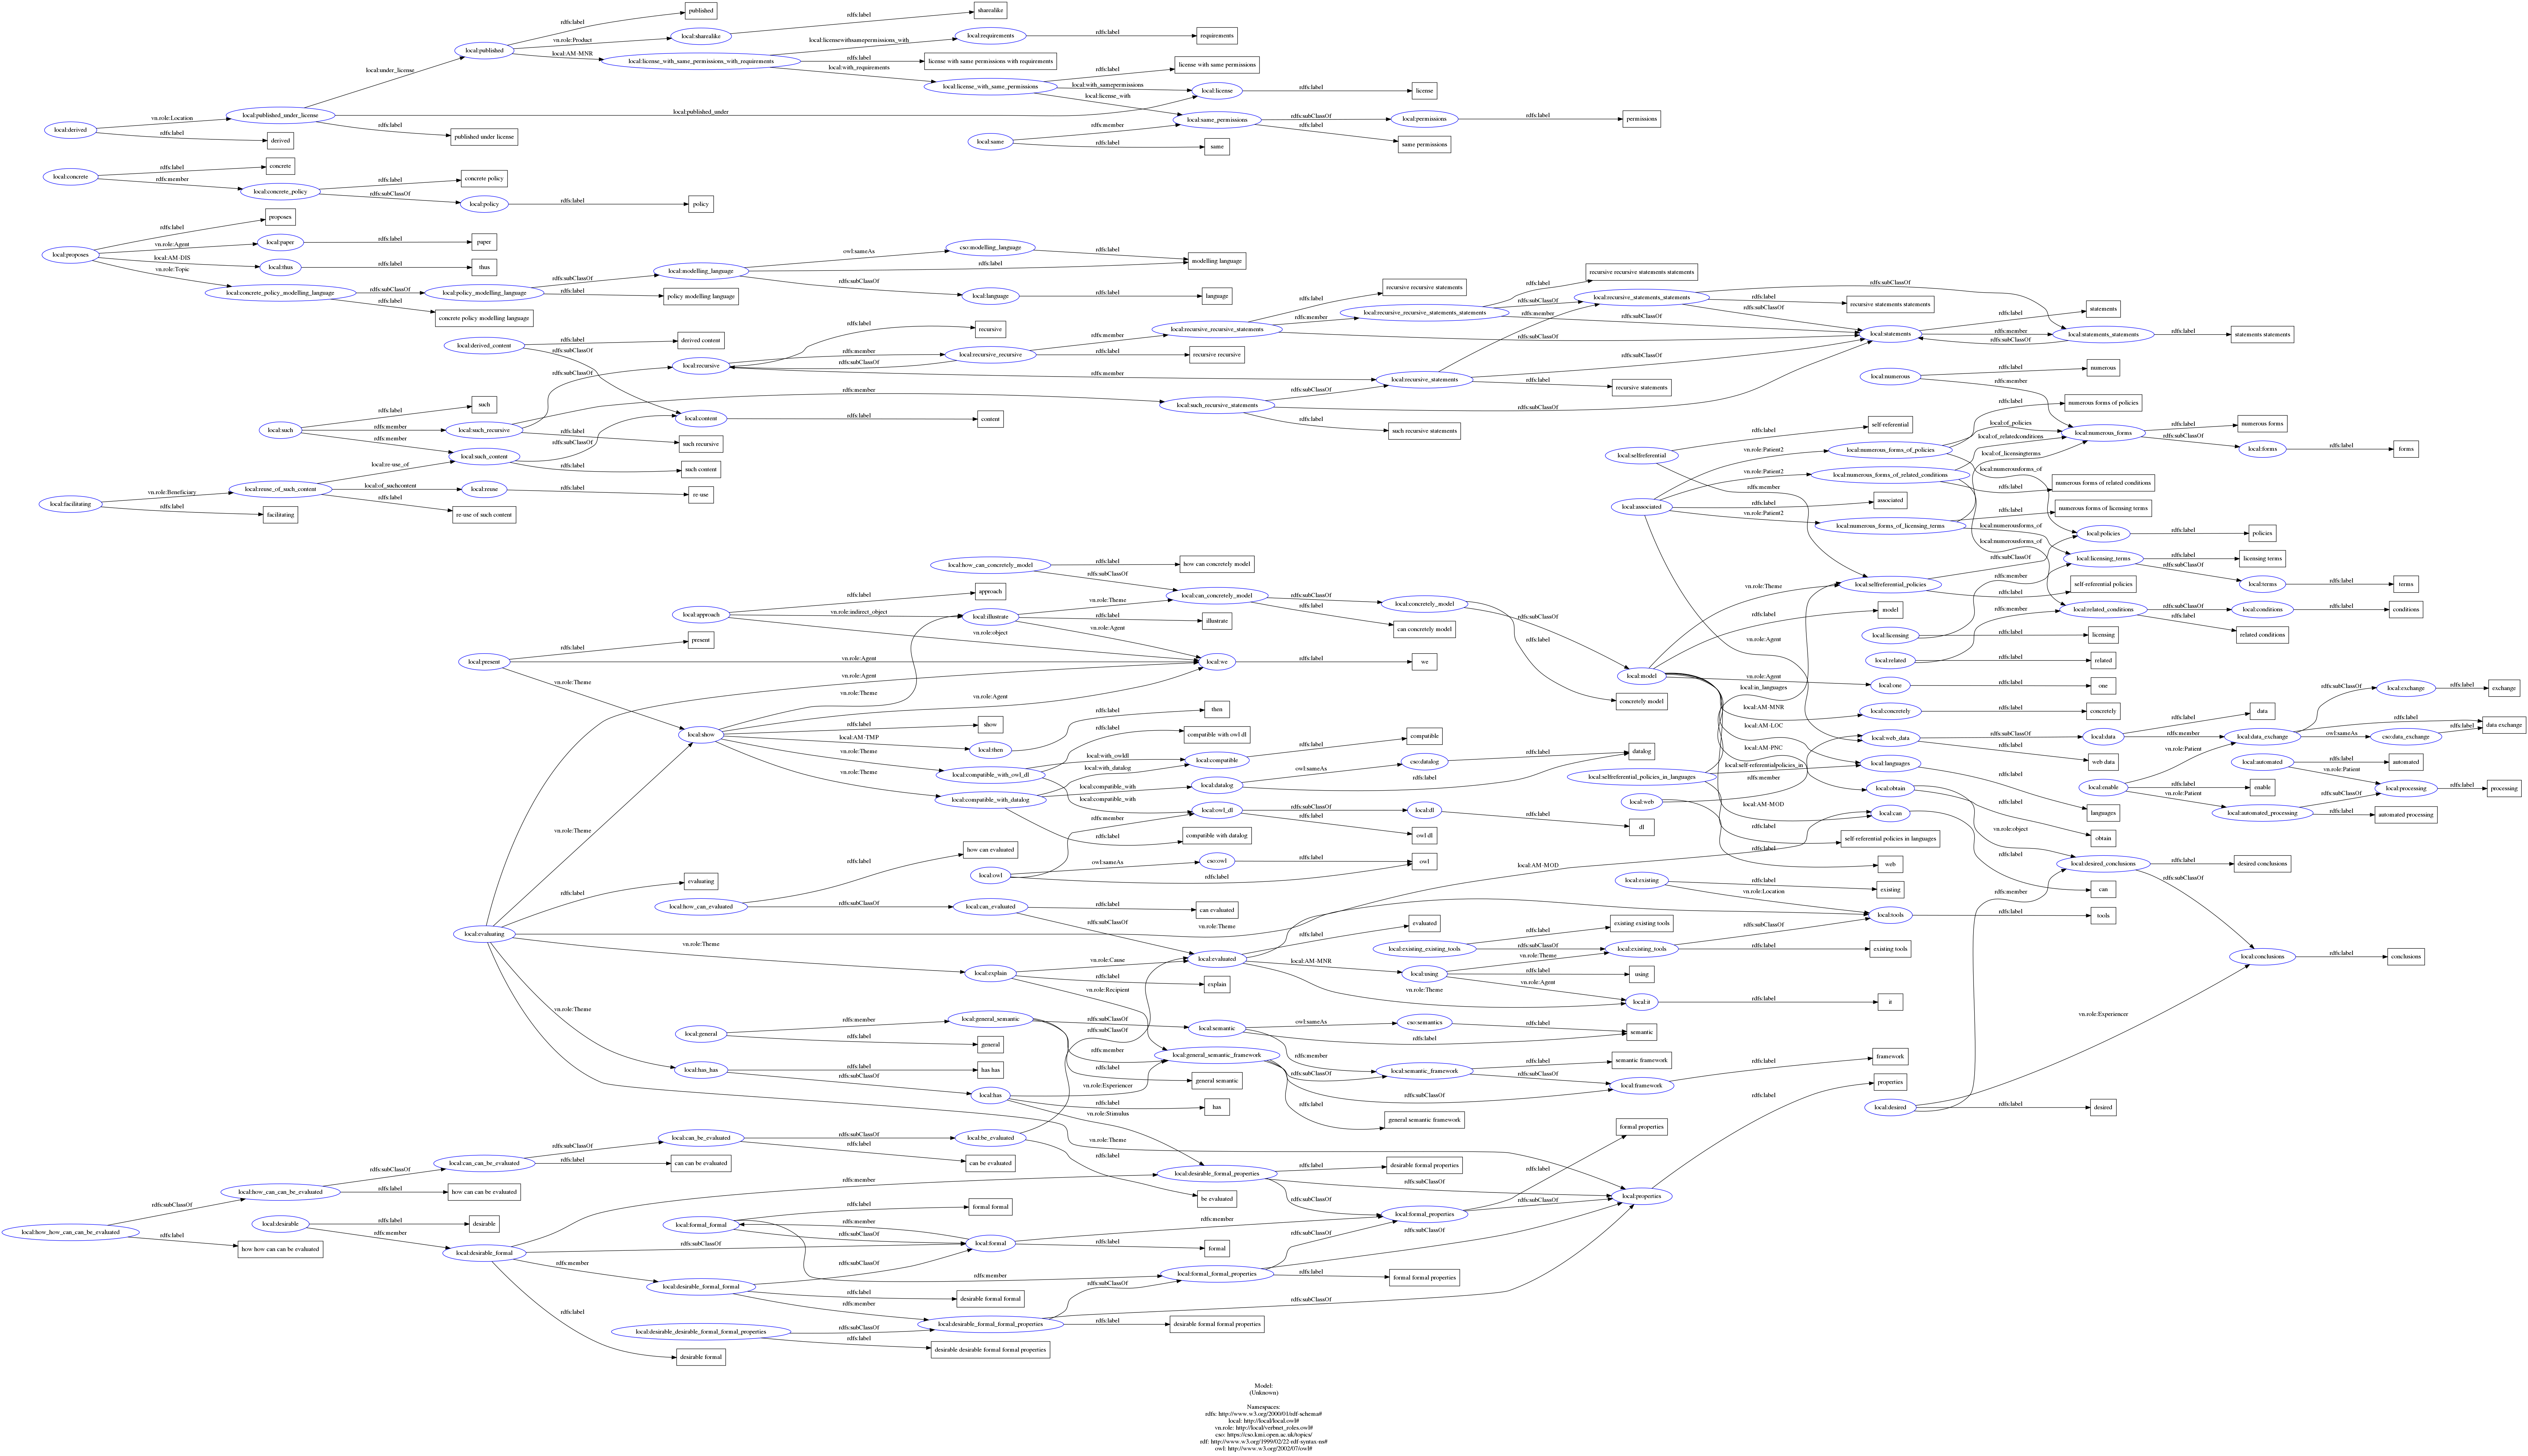 rdfs:label
published
rdfs:label
sharealike
local:published
vn.role:Product
local:sharealike
local:licensewithsamepermissions_with
local:requirements
rdfs:label
requirements
local:AM-MNR
local:license_with_same_permissions_with_requirements
rdfs:label
license with same permissions with requirements
local:under_license
local:with_requirements
rdfs:label
license with same permissions
local:license_with_same_permissions
local:with_samepermissions
local:license
rdfs:label
license
local:license_with
local:derived
vn.role:Location
local:published_under_license
local:published_under
local:same_permissions
rdfs:subClassOf
local:permissions
rdfs:label
permissions
rdfs:label
derived
rdfs:label
published under license
local:same
rdfs:member
rdfs:label
same
rdfs:label
same permissions
local:concrete
rdfs:label
concrete
rdfs:member
local:concrete_policy
rdfs:label
concrete policy
rdfs:subClassOf
local:policy
rdfs:label
policy
rdfs:label
proposes
local:proposes
vn.role:Agent
local:paper
rdfs:label
paper
local:AM-DIS
local:thus
rdfs:label
thus
vn.role:Topic
local:concrete_policy_modelling_language
rdfs:subClassOf
local:policy_modelling_language
rdfs:subClassOf
local:modelling_language
owl:sameAs
cso:modelling_language
rdfs:label
rdfs:label
modelling language
rdfs:label
concrete policy modelling language
rdfs:label
policy modelling language
rdfs:subClassOf
local:language
rdfs:label
language
local:derived_content
rdfs:label
derived content
rdfs:subClassOf
rdfs:label
recursive
local:recursive
rdfs:member
local:recursive_recursive
rdfs:subClassOf
rdfs:member
local:recursive_recursive_statements
rdfs:label
recursive recursive statements
rdfs:label
recursive recursive
rdfs:member
local:recursive_recursive_statements_statements
rdfs:label
recursive recursive statements statements
rdfs:subClassOf
local:recursive_statements_statements
rdfs:label
recursive statements statements
rdfs:subClassOf
rdfs:subClassOf
rdfs:member
rdfs:subClassOf
rdfs:subClassOf
local:statements
rdfs:label
statements
rdfs:member
local:statements_statements
rdfs:label
statements statements
rdfs:subClassOf
rdfs:member
local:recursive_statements
rdfs:subClassOf
rdfs:label
recursive statements
local:such
rdfs:label
such
rdfs:member
local:such_recursive
rdfs:subClassOf
rdfs:member
local:such_recursive_statements
rdfs:subClassOf
rdfs:subClassOf
rdfs:label
such recursive statements
rdfs:label
such recursive
rdfs:member
local:such_content
rdfs:subClassOf
local:content
rdfs:label
content
rdfs:label
such content
local:facilitating
vn.role:Beneficiary
local:reuse_of_such_content
local:re-use_of
local:of_suchcontent
local:reuse
rdfs:label
re-use
rdfs:label
facilitating
rdfs:label
re-use of such content
local:numerous
rdfs:label
numerous
rdfs:member
local:selfreferential
rdfs:label
self-referential
rdfs:member
local:associated
vn.role:Patient2
local:numerous_forms_of_policies
rdfs:label
numerous forms of policies
local:of_policies
local:numerous_forms
rdfs:label
numerous forms
rdfs:subClassOf
local:forms
rdfs:label
forms
vn.role:Patient2
local:numerous_forms_of_related_conditions
local:of_relatedconditions
local:of_licensingterms
local:numerousforms_of
rdfs:label
numerous forms of related conditions
rdfs:label
associated
vn.role:Patient2
local:numerous_forms_of_licensing_terms
rdfs:label
numerous forms of licensing terms
local:numerousforms_of
local:policies
rdfs:label
policies
local:numerousforms_of
local:licensing_terms
rdfs:label
licensing terms
rdfs:subClassOf
rdfs:subClassOf
local:terms
rdfs:label
terms
local:how_can_concretely_model
rdfs:label
how can concretely model
rdfs:subClassOf
local:approach
rdfs:label
approach
vn.role:indirect_object
local:illustrate
vn.role:Theme
local:can_concretely_model
rdfs:subClassOf
local:concretely_model
rdfs:subClassOf
rdfs:label
illustrate
rdfs:label
can concretely model
rdfs:label
concretely model
vn.role:object
vn.role:Agent
vn.role:Theme
local:selfreferential_policies
rdfs:member
rdfs:label
self-referential policies
rdfs:label
model
rdfs:member
local:related_conditions
rdfs:subClassOf
local:conditions
rdfs:label
conditions
rdfs:label
related conditions
local:licensing
rdfs:label
licensing
local:related
rdfs:label
related
local:present
rdfs:label
present
vn.role:Agent
local:we
rdfs:label
we
vn.role:Theme
vn.role:Agent
vn.role:Theme
vn.role:Agent
local:model
vn.role:Agent
vn.role:Agent
local:one
rdfs:label
one
local:in_languages
local:AM-MNR
local:concretely
rdfs:label
concretely
local:show
rdfs:label
show
local:AM-TMP
local:then
rdfs:label
then
vn.role:Theme
local:compatible_with_owl_dl
rdfs:label
compatible with owl dl
local:with_owldl
local:compatible
rdfs:label
compatible
vn.role:Theme
local:compatible_with_datalog
local:with_datalog
local:compatible_with
local:compatible_with
local:datalog
owl:sameAs
cso:datalog
rdfs:label
datalog
rdfs:label
rdfs:label
compatible with datalog
local:AM-LOC
local:AM-PNC
local:web_data
rdfs:subClassOf
local:data
rdfs:label
data
rdfs:member
local:data_exchange
rdfs:subClassOf
local:exchange
rdfs:label
exchange
rdfs:label
data exchange
owl:sameAs
cso:data_exchange
rdfs:label
rdfs:label
web data
local:selfreferential_policies_in_languages
local:self-referentialpolicies_in
local:languages
rdfs:label
languages
rdfs:member
local:obtain
rdfs:label
obtain
vn.role:object
local:automated
rdfs:label
automated
vn.role:Patient
local:enable
vn.role:Patient
rdfs:label
enable
vn.role:Patient
local:automated_processing
rdfs:subClassOf
local:processing
rdfs:label
processing
rdfs:label
automated processing
local:web
local:AM-MOD
local:can
rdfs:label
can
rdfs:label
self-referential policies in languages
rdfs:label
web
rdfs:member
local:owl_dl
rdfs:subClassOf
local:dl
rdfs:label
dl
rdfs:label
owl dl
local:owl
owl:sameAs
cso:owl
rdfs:label
owl
rdfs:label
local:AM-MOD
local:desired_conclusions
rdfs:label
desired conclusions
rdfs:subClassOf
rdfs:member
vn.role:Theme
rdfs:label
evaluating
rdfs:label
how can evaluated
local:how_can_evaluated
rdfs:subClassOf
local:can_evaluated
rdfs:label
can evaluated
rdfs:subClassOf
local:existing
rdfs:label
existing
vn.role:Location
local:tools
rdfs:label
tools
local:evaluating
vn.role:Theme
vn.role:Theme
rdfs:label
evaluated
local:existing_existing_tools
rdfs:label
existing existing tools
rdfs:subClassOf
local:existing_tools
rdfs:subClassOf
rdfs:label
existing tools
local:explain
vn.role:Cause
local:evaluated
local:AM-MNR
local:using
vn.role:Theme
rdfs:label
using
rdfs:label
explain
vn.role:Recipient
vn.role:Theme
vn.role:Agent
local:it
rdfs:label
it
local:conclusions
rdfs:label
conclusions
vn.role:Theme
local:general
rdfs:member
local:general_semantic
rdfs:subClassOf
rdfs:subClassOf
local:semantic
owl:sameAs
cso:semantics
rdfs:label
semantic
rdfs:label
rdfs:label
general
rdfs:member
local:general_semantic_framework
rdfs:member
local:semantic_framework
rdfs:label
semantic framework
rdfs:subClassOf
rdfs:subClassOf
local:framework
rdfs:label
framework
rdfs:subClassOf
rdfs:label
general semantic
rdfs:label
general semantic framework
local:has_has
rdfs:label
has has
rdfs:subClassOf
local:has
vn.role:Experiencer
rdfs:label
has
vn.role:Stimulus
vn.role:Experiencer
local:desired
rdfs:label
desired
rdfs:label
properties
local:can_be_evaluated
rdfs:subClassOf
local:be_evaluated
rdfs:label
can be evaluated
rdfs:label
be evaluated
vn.role:Theme
rdfs:subClassOf
local:can_can_be_evaluated
rdfs:label
can can be evaluated
rdfs:subClassOf
local:how_can_can_be_evaluated
rdfs:label
how can can be evaluated
rdfs:subClassOf
local:how_how_can_can_be_evaluated
rdfs:label
how how can can be evaluated
local:desirable
rdfs:label
desirable
rdfs:member
local:desirable_formal
rdfs:member
local:desirable_formal_properties
rdfs:label
desirable formal properties
rdfs:subClassOf
rdfs:subClassOf
local:properties
rdfs:label
formal properties
local:formal_properties
rdfs:subClassOf
local:formal_formal
rdfs:label
formal formal
rdfs:member
rdfs:subClassOf
rdfs:subClassOf
local:formal
rdfs:member
rdfs:label
formal
rdfs:member
local:desirable_formal_formal
rdfs:subClassOf
rdfs:label
desirable formal formal
rdfs:member
rdfs:member
local:formal_formal_properties
rdfs:subClassOf
rdfs:subClassOf
rdfs:label
formal formal properties
rdfs:label
desirable formal
local:desirable_formal_formal_properties
rdfs:subClassOf
rdfs:subClassOf
rdfs:label
desirable formal formal properties
local:desirable_desirable_formal_formal_properties
rdfs:subClassOf
rdfs:label
desirable desirable formal formal properties
Model:
(Unknown)
Namespaces:
rdfs: http://www.w3.org/2000/01/rdf-schema#
local: http://local/local.owl#
vn.role: http://local/verbnet_roles.owl#
cso: https://cso.kmi.open.ac.uk/topics/
rdf: http://www.w3.org/1999/02/22-rdf-syntax-ns#
owl: http://www.w3.org/2002/07/owl#